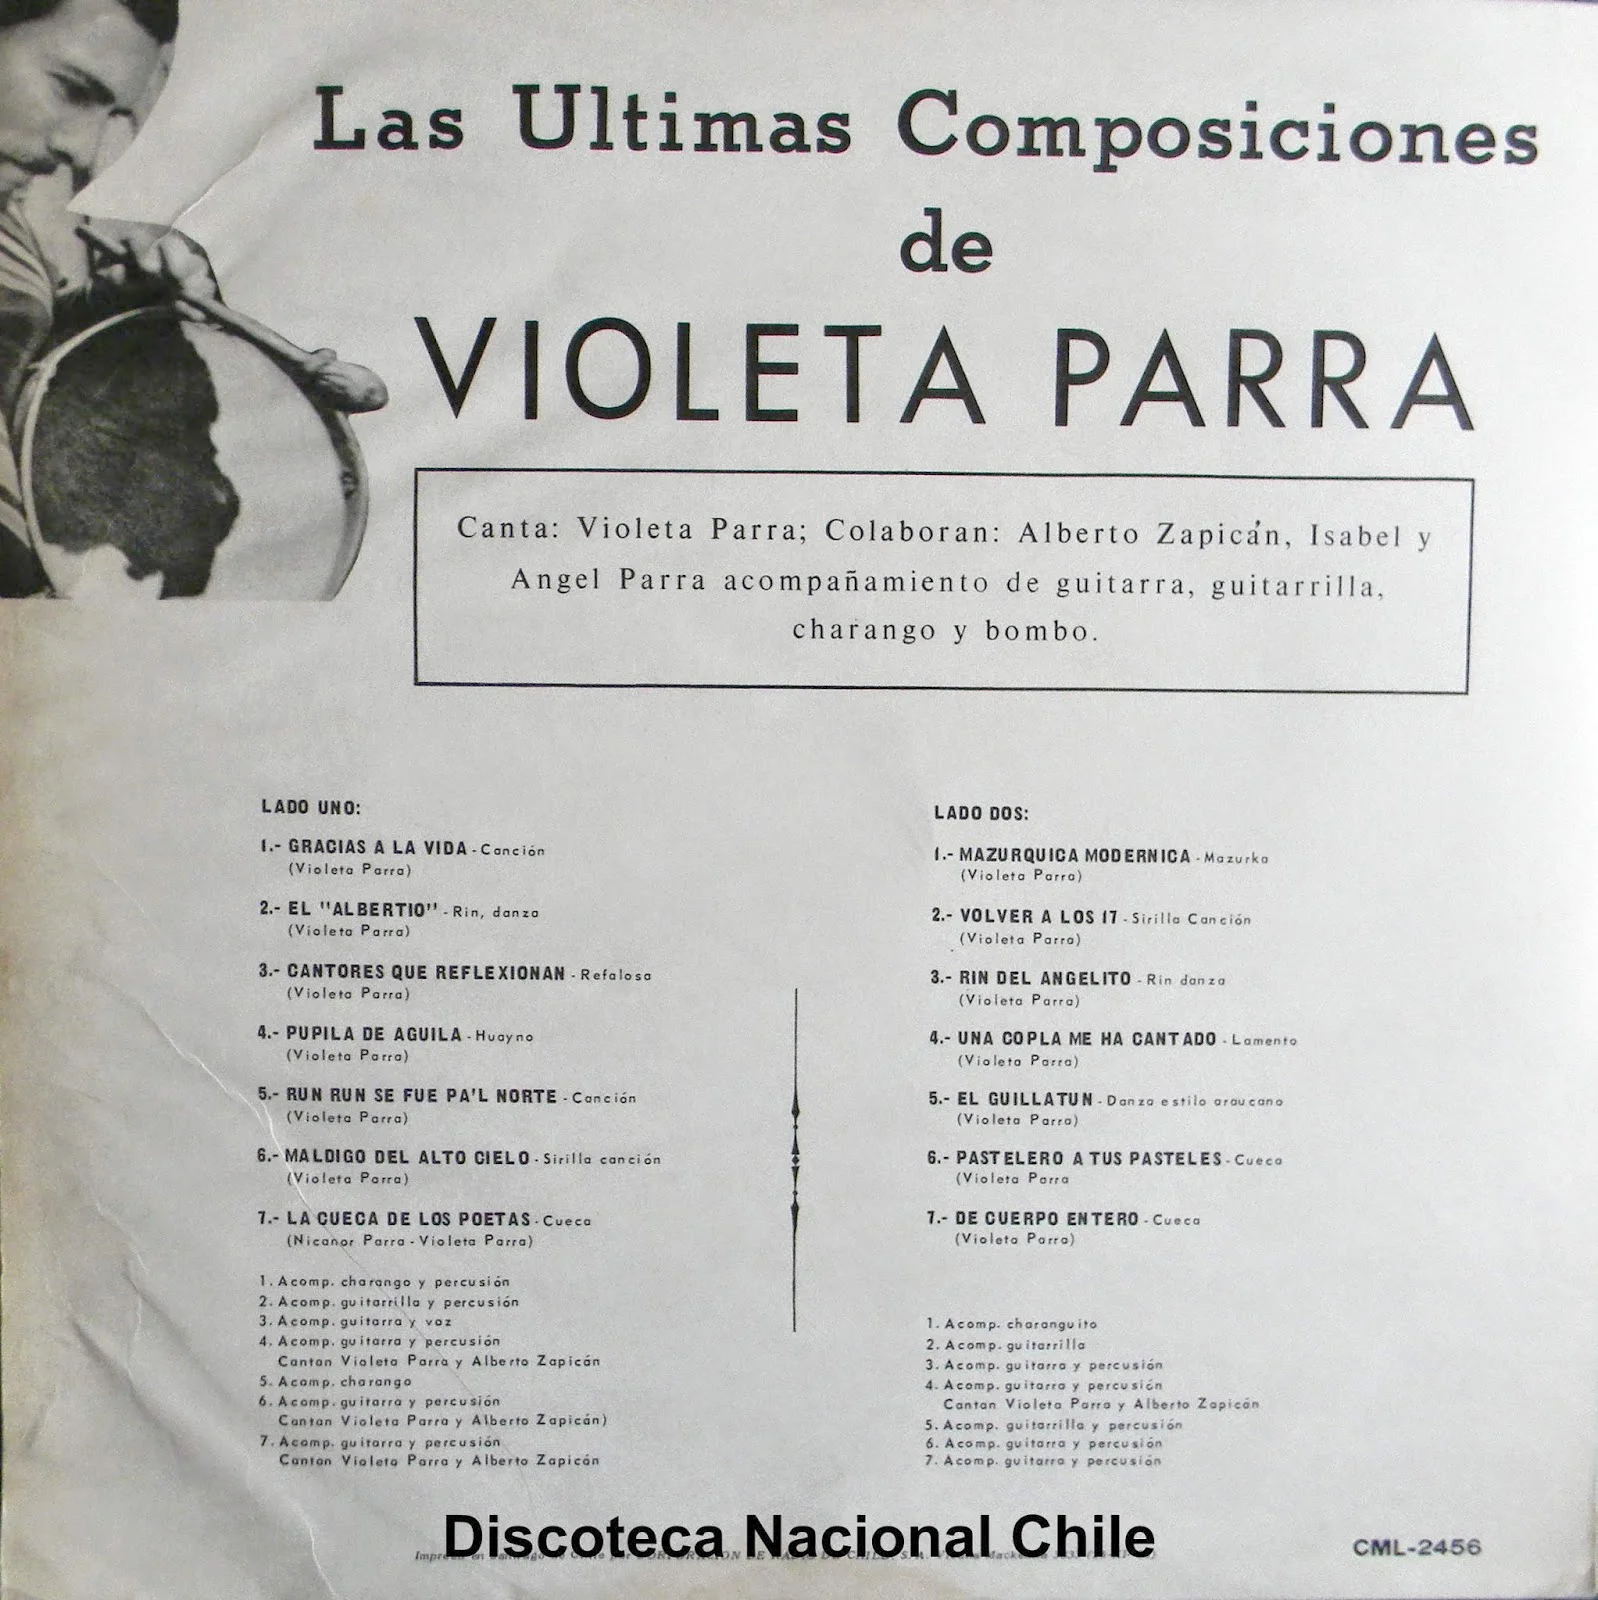 Las Ultimas Composiciones
de
VIOLETA PARRA
Canta: Violeta Parra; Colaboran: Alberto Zapicán, Isabel y
Angel Parra acompañamiento de guitarra, guitarrilla,
charango y bombo.
LADO UNO:
1.- GRACIAS A LA VIDA - Canción
(Violeta Parra)
2.- EL "ALBERTIO" - Rin, danza
(Violeta Parra)
3.- CANTORES QUE REFLEXIONAN - Refalosa
(Violeta Parra)
4.- PUPILA DE AGUILA - Huayno
(Violeta Parra)
5.- RUN RUN SE FUE PA'L NORTE - Canción
(Violeta Parra)
6.- MALDIGO DEL ALTO CIELO - Sirilla canción
(Violeta Parra)
7.- LA CUECA DE LOS POETAS - Cueca
(Nicanor Parra - Violeta Parra)
1. Acomp. charango y percusión
2. Acomp. guitarrilla y percusión
3. Acomp. guitarra y voz
4. Acomp. guitarra y percusión
Cantan Violeta Parra y Alberto Zapicán
5. Acomp. charango
6. Acomp. guitarra y percusión
Cantan Violeta Parra y Alberto Zapicán)
7. Acomp. guitarra y percusión
Cantan Violeta Parra y Alberto Zapicán
LADO DOS:
1.- MAZURQUICA MODERNICA - Mazurka
(Violeta Parra)
2.- VOLVER A LOS 17 - Sirilla Canción
(Violeta Parra)
3.- RIN DEL ANGELITO - Rin danza
(Violeta Parra)
4.- UNA COPLA ME HA CANTADO - Lamento
(Violeta Parra)
5.- EL GUILLATUN - Danza estilo araucano
(Violeta Parra)
6.- PASTELERO A TUS PASTELES - Cueca
(Violeta Parra
7.- DE CUERPO ENTERO - Cueca
(Violeta Parra)
1. Acomp. charanguito
2. Acomp. guitarrilla
3. Acomp. guitarra y percusión
4. Acomp. guitarra y percusión
Cantan Violeta Parra y Alberto Zapicán
5. Acomp. guitarrilla y percusión
6. Acomp. guitarra y percusión
7. Acomp. guitarra y percusión
Discoteca Nacional Chile
CML-2456